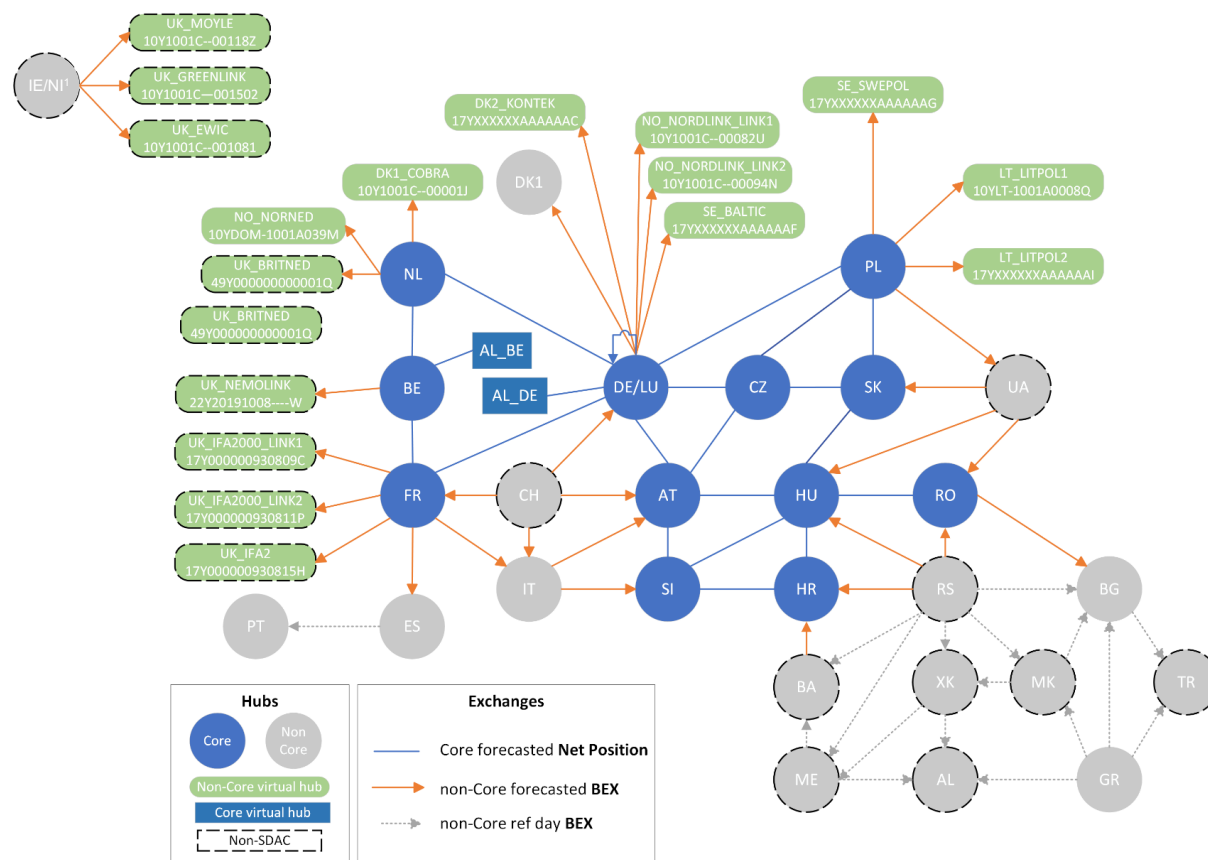 UK_MOYLE
10Y1001C--00118Z
IE/NI¹
UK_GREENLINK
10Y1001C—001502
UK_EWIC
10Y1001C--001081
DK2_KONTEK
17YXXXXXXAAAAAAC
SE_SWEPOL
17YXXXXXXAAAAAAG
NO_NORDLINK_LINK1
10Y1001C--00082U
NO_NORDLINK_LINK2
10Y1001C--00094N
SE_BALTIC
17YXXXXXXAAAAAAF
DK1
DK1_COBRA
10Y1001C--00001J
LT_LITPOL1
10YLT-1001A0008Q
NO_NORNED
10YDOM-1001A039M
UK_BRITNED
49Y000000000001Q
NL
PL
LT_LITPOL2
17YXXXXXXAAAAAAI
UK_BRITNED
49Y000000000001Q
AL_BE
AL_DE
UK_NEMOLINK
22Y20191008----W
BE
DE/LU
CZ
SK
UA
UK_IFA2000_LINK1
17Y000000930809C
UK_IFA2000_LINK2
17Y000000930811P
FR
CH
AT
HU
RO
UK_IFA2
17Y000000930815H
IT
SI
HR
RS
BG
PT
ES
BA
XK
MK
TR
ME
AL
GR
Hubs
Core
Non
Core
Non-Core virtual hub
Core virtual hub
Non-SDAC
Exchanges
Core forecasted Net Position
non-Core forecasted BEX
non-Core ref day BEX